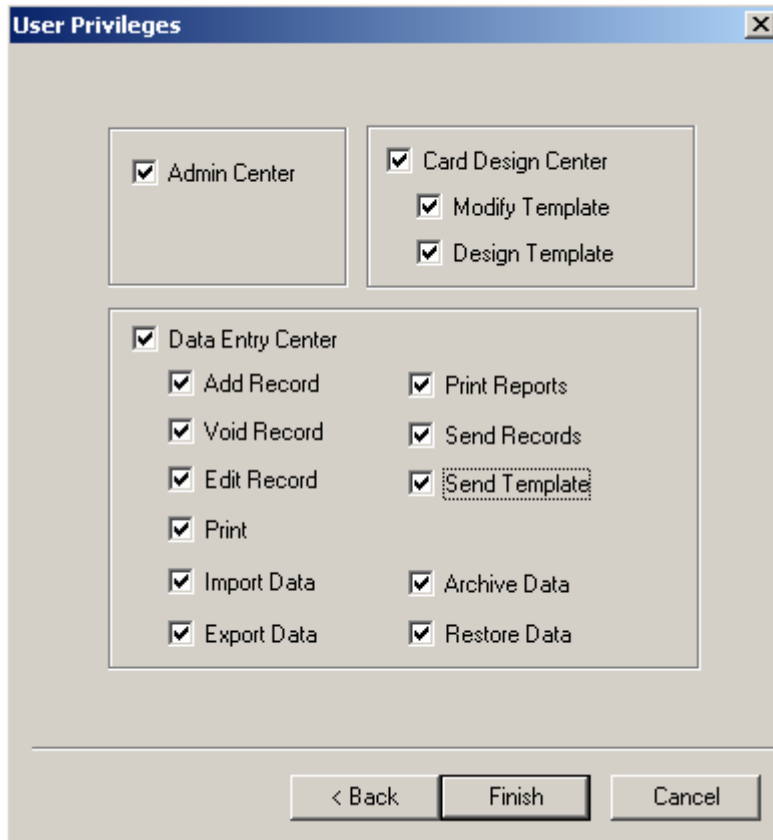 User Privileges
Admin Center
Card Design Center
Modify Template
Design Template
Data Entry Center
Add Record
Print Reports
Void Record
Send Records
Edit Record
Send Template
Print
Import Data
Archive Data
Export Data
Restore Data
< Back
Finish
Cancel